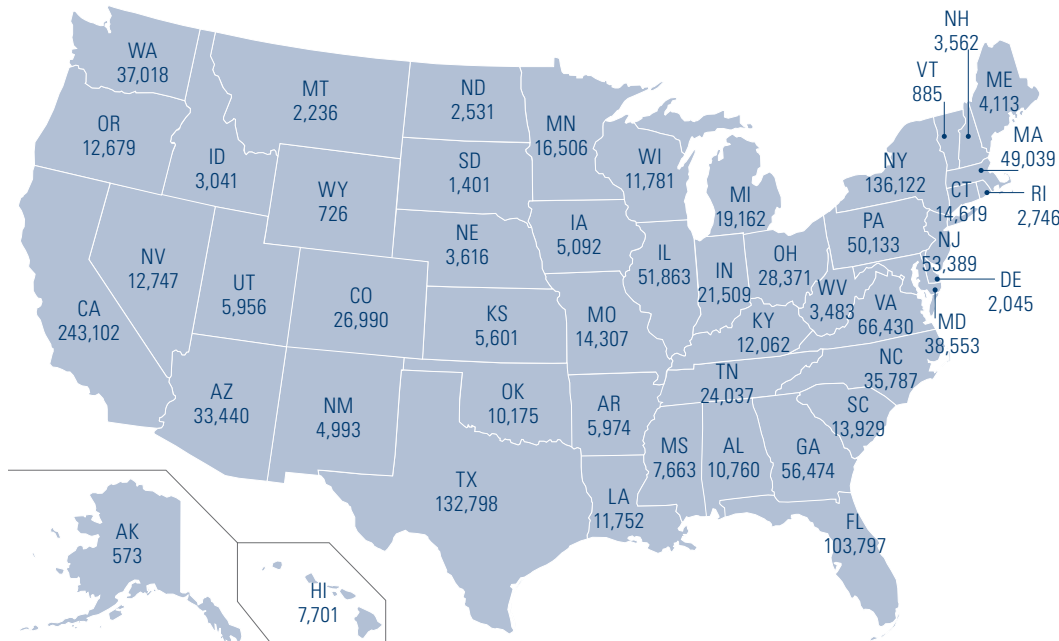 NH
3,562
WA
37,018
VT
885
ME
4,113
MT
2,236
ND
2,531
MN
16,506
OR
12,679
MA
49,039
ID
3,041
SD
1,401
WI
11,781
NY
136,122
WY
726
MI
19,162
CT
14,619
RI
2,746
IA
5,092
PA
50,133
NE
3,616
NJ
53,389
NV
12,747
IL
51,863
IN
21,509
OH
28,371
DE
2,045
UT
5,956
CO
26,990
WV
3,483
VA
66,430
CA
243,102
KS
5,601
MO
14,307
KY
12,062
MD
38,553
NC
35,787
TN
24,037
AZ
33,440
NM
4,993
OK
10,175
AR
5,974
SC
13,929
MS
7,663
AL
10,760
GA
56,474
TX
132,798
LA
11,752
FL
103,797
AK
573
HI
7,701